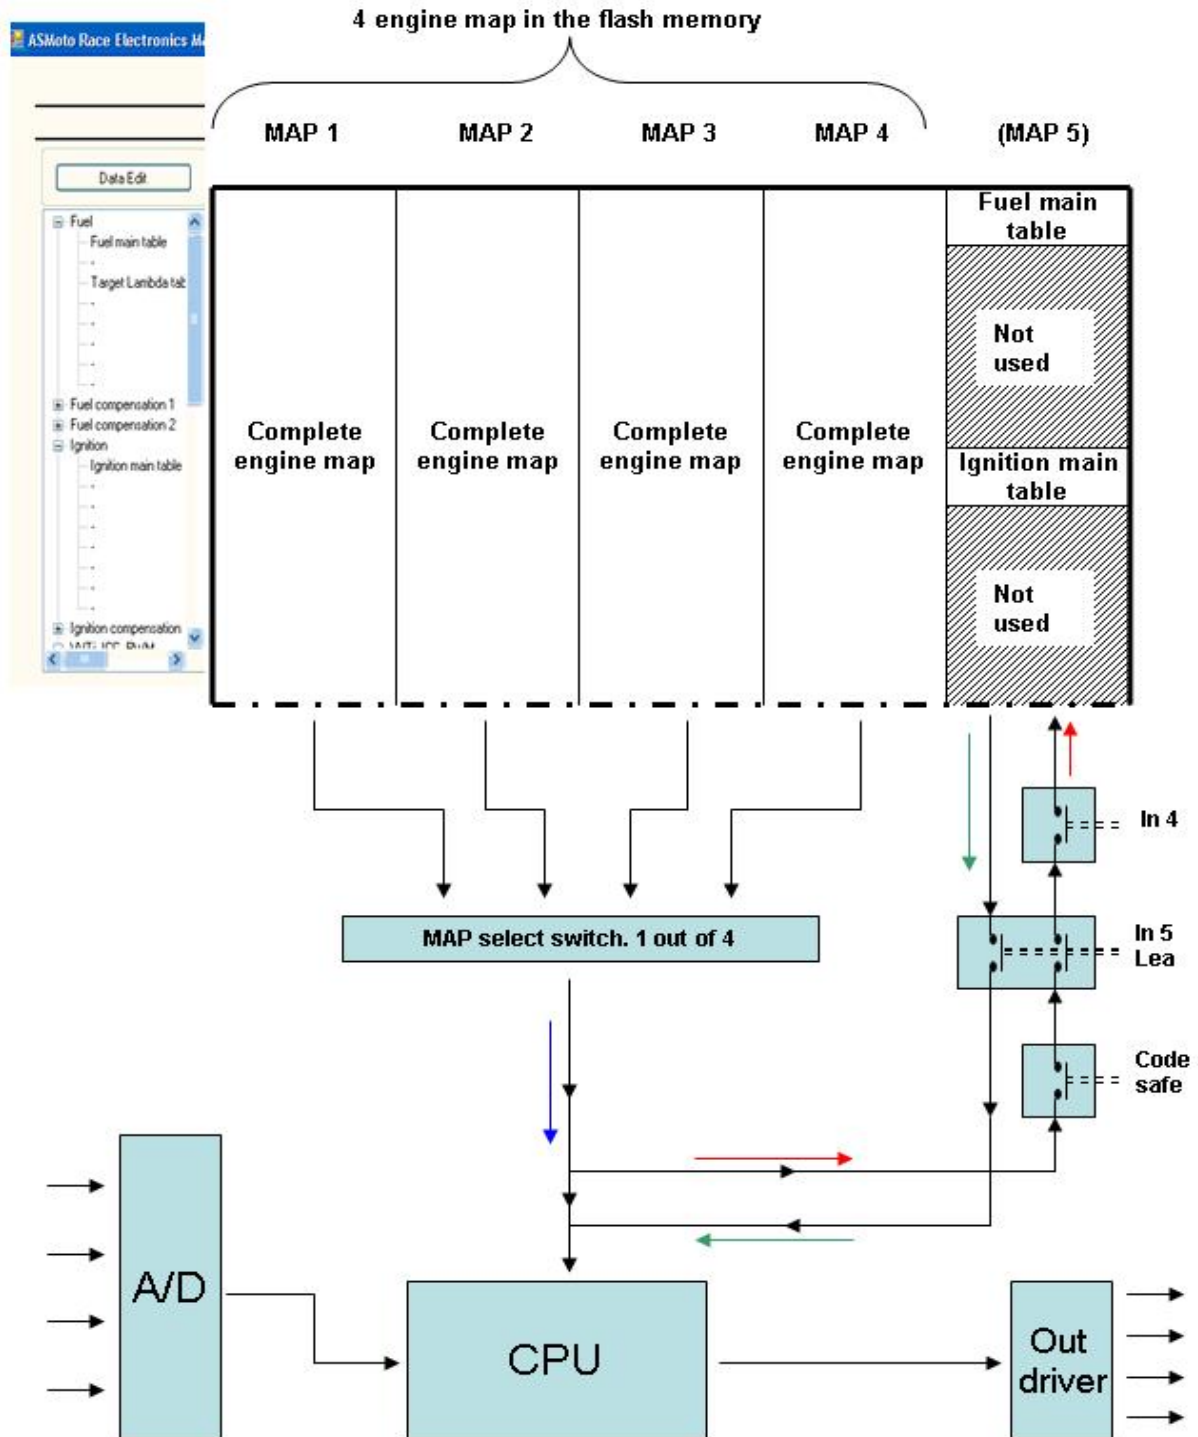 4 engine map in the flash memory
ASMoto Race Electronics
MAP 1
MAP 2
MAP 3
MAP 4
(MAP 5)
Data Edit
Fuel
Fuel main table
Target Lambda tab
Fuel compensation 1
Fuel compensation 2
Ignition
Ignition main table
Ignition compensation
Complete
engine map
Complete
engine map
Complete
engine map
Complete
engine map
Fuel main
table
Not
used
Ignition main
table
Not
used
In 4
MAP select switch. 1 out of 4
In 5
Lea
Code
safe
A/D
CPU
Out
driver